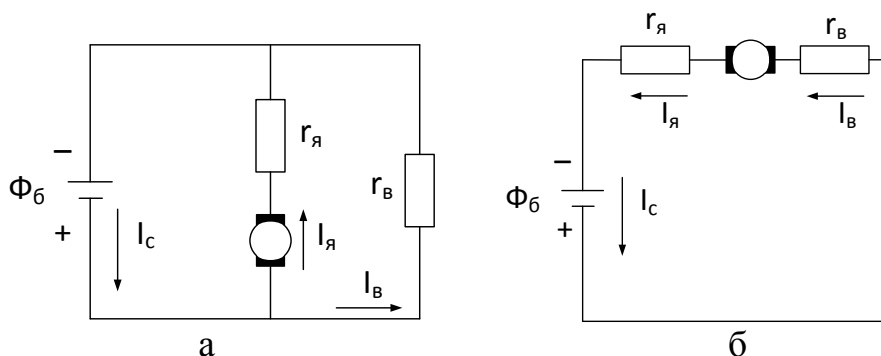 − Φб + Iс rя Iя Iв rв
а
rя rв Iя Iв − Φб + Iс
б